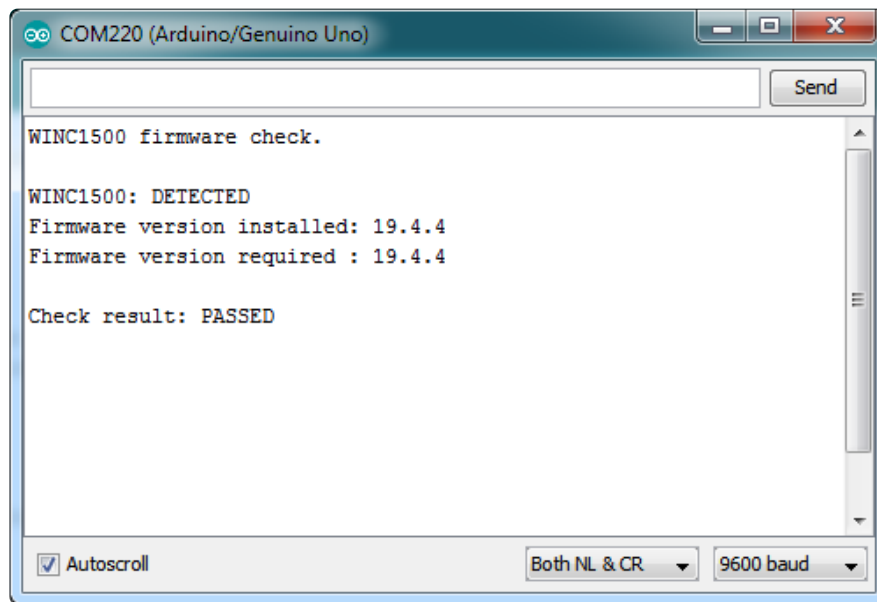 COM220 (Arduino/Genuino Uno)
Send
WINC1500 firmware check.
WINC1500: DETECTED
Firmware version installed: 19.4.4
Firmware version required : 19.4.4
Check result: PASSED
Autoscroll
Both NL & CR
9600 baud